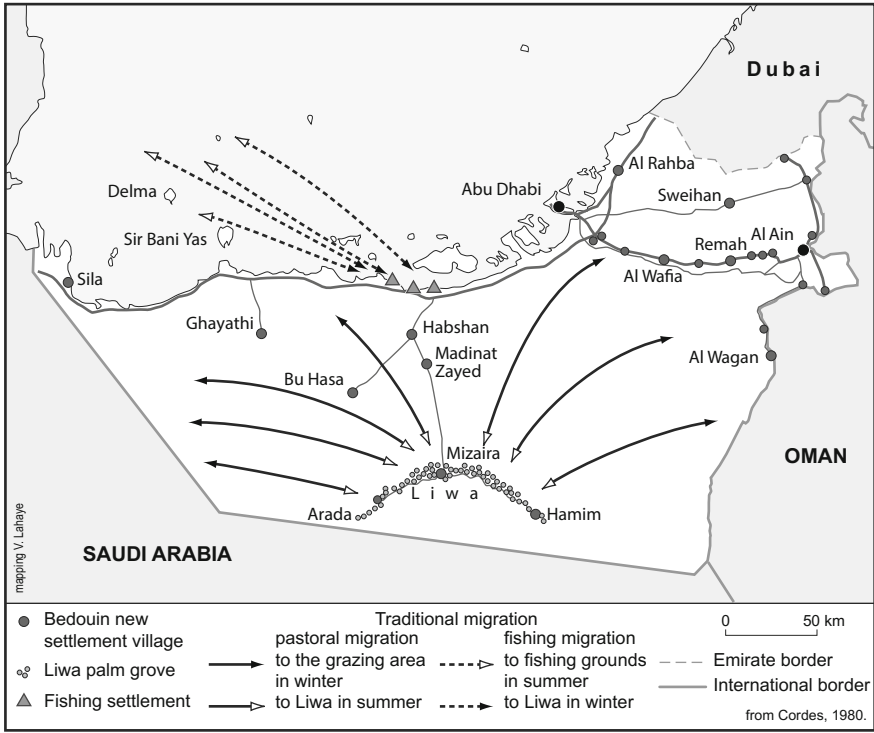 Dubai
Al Rahba
Abu Dhabi
Sweihan
Delma
Sir Bani Yas
Remah
Al Ain
Sila
Al Wafia
Ghayathi
Habshan
Madinat
Zayed
Al Wagan
Bu Hasa
Mizaira
OMAN
Liwa
Arada
Hamim
SAUDI ARABIA
mapping V. Lahaye
Bedouin new
settlement village
Liwa palm grove
Fishing settlement
Traditional migration
pastoral migration
to the grazing area
in winter
to Liwa in summer
fishing migration
to fishing grounds
in summer
to Liwa in winter
0 50 km
Emirate border
International border
from Cordes, 1980.